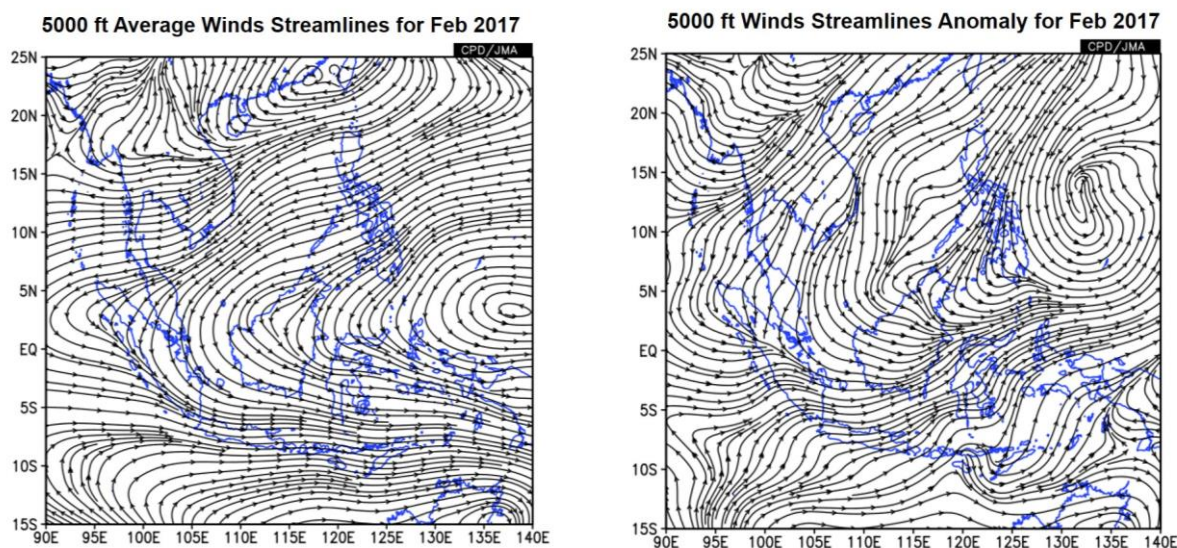 5000 ft Average Winds Streamlines for Feb 2017
CPD/JMA
25N
20N
15N
10N
5N
EQ
5S
10S
15S
90E 95E 100E 105E 110E 115E 120E 125E 130E 135E 140E
5000 ft Winds Streamlines Anomaly for Feb 2017
CPD/JMA
25N
20N
15N
10N
5N
EQ
5S
10S
15S
90E 95E 100E 105E 110E 115E 120E 125E 130E 135E 140E